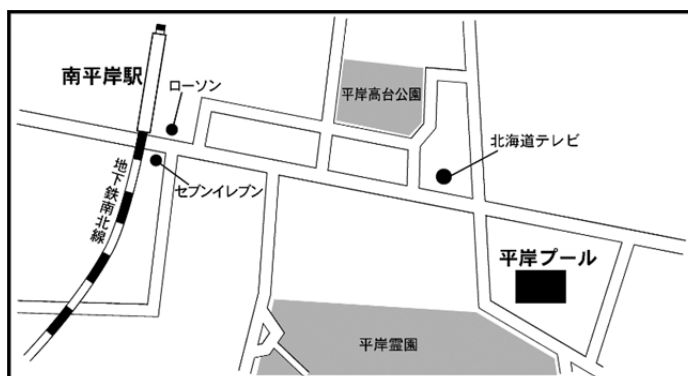 南平岸駅
ローソン
平岸高台公園
北海道テレビ
セブンイレブン
地下鉄南北線
平岸プール
平岸霊園